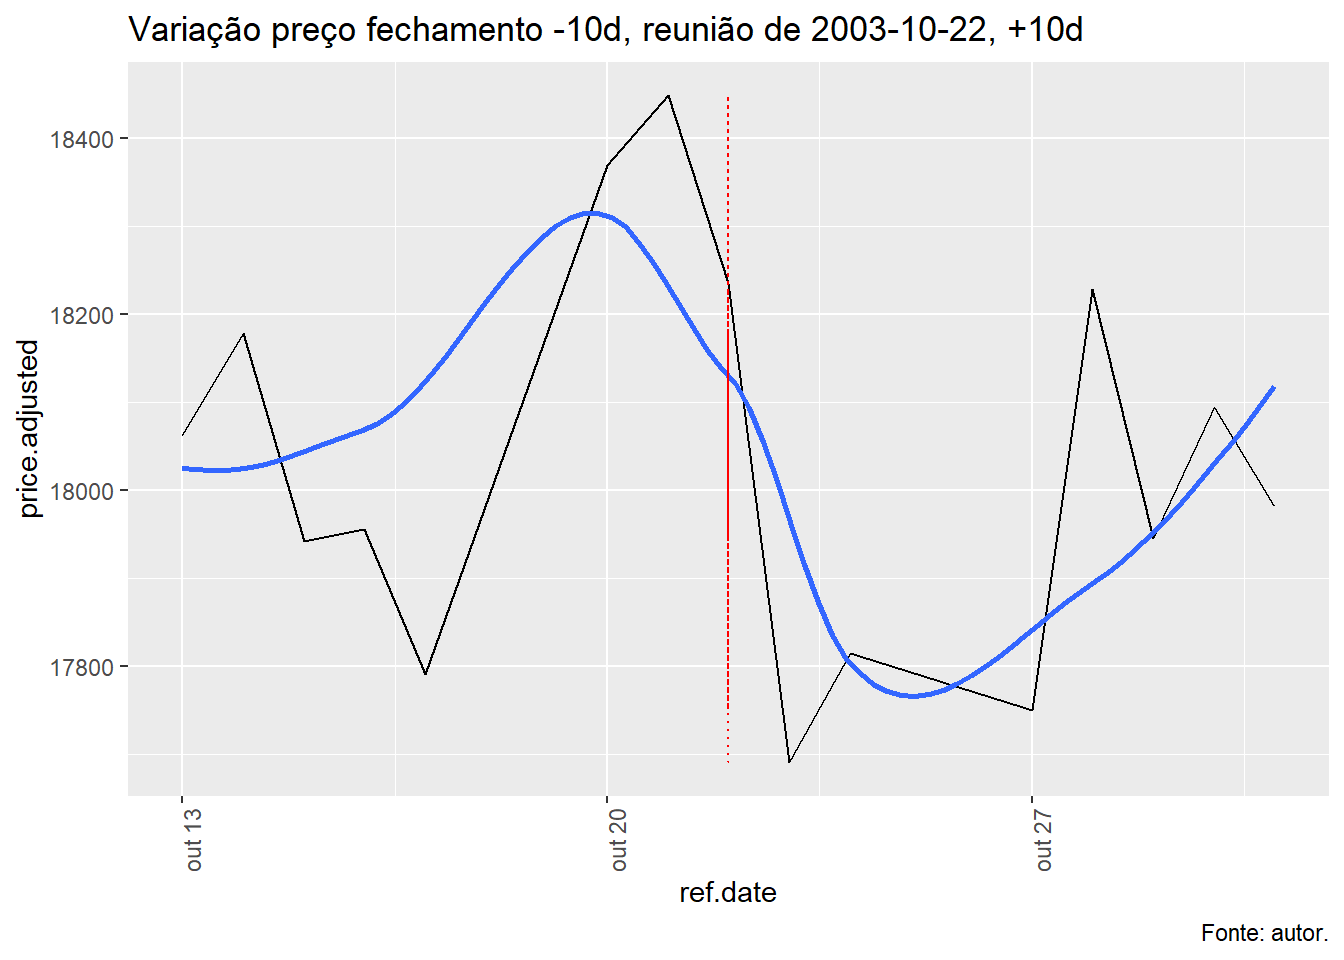 Variação preço fechamento -10d, reunião de 2003-10-22, +10d
18400
18200
18000
17800
price.adjusted
out 13
out 20
out 27
ref.date
Fonte: autor.